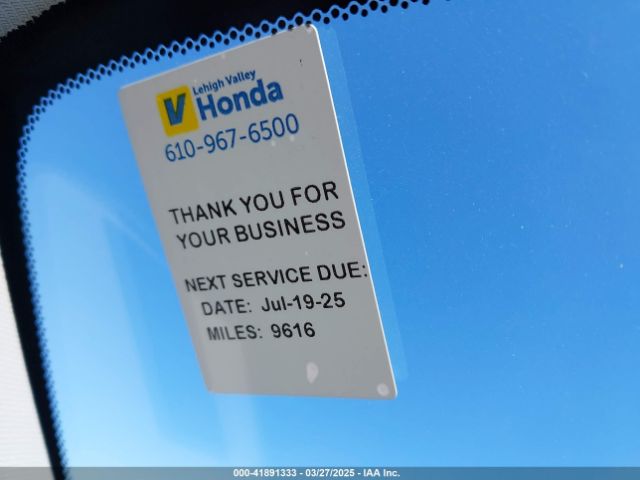 Lehigh Valley
V Honda
610-967-6500
THANK YOU FOR
YOUR BUSINESS
NEXT SERVICE DUE:
DATE: Jul-19-25
MILES: 9616
000-41891333 — 03/27/2025 — IAA Inc.